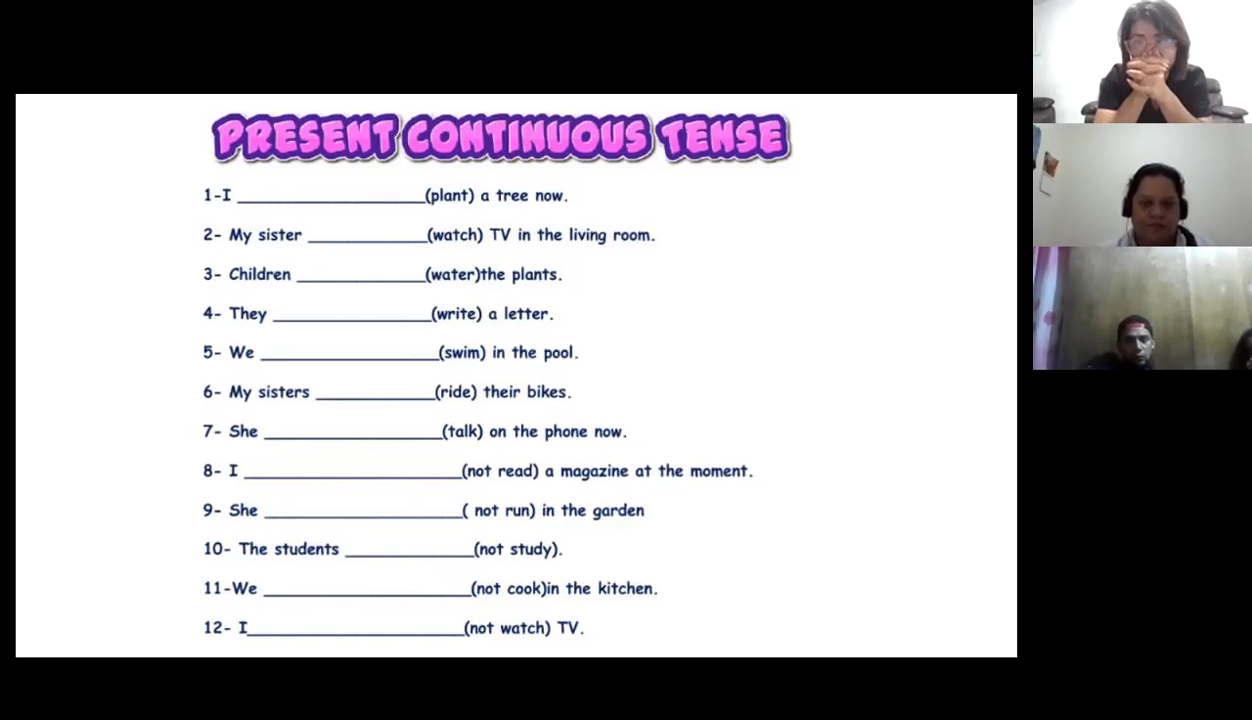 PRESENT CONTINUOUS TENSE
1-I ____________________(plant) a tree now.
2- My sister _____________(watch) TV in the living room.
3- Children ______________(water)the plants.
4- They _________________(write) a letter.
5- We ___________________(swim) in the pool.
6- My sisters _____________(ride) their bikes.
7- She ___________________(talk) on the phone now.
8- I _______________________(not read) a magazine at the moment.
9- She _____________________( not run) in the garden
10- The students ______________(not study).
11-We ______________________(not cook)in the kitchen.
12- I_______________________(not watch) TV.